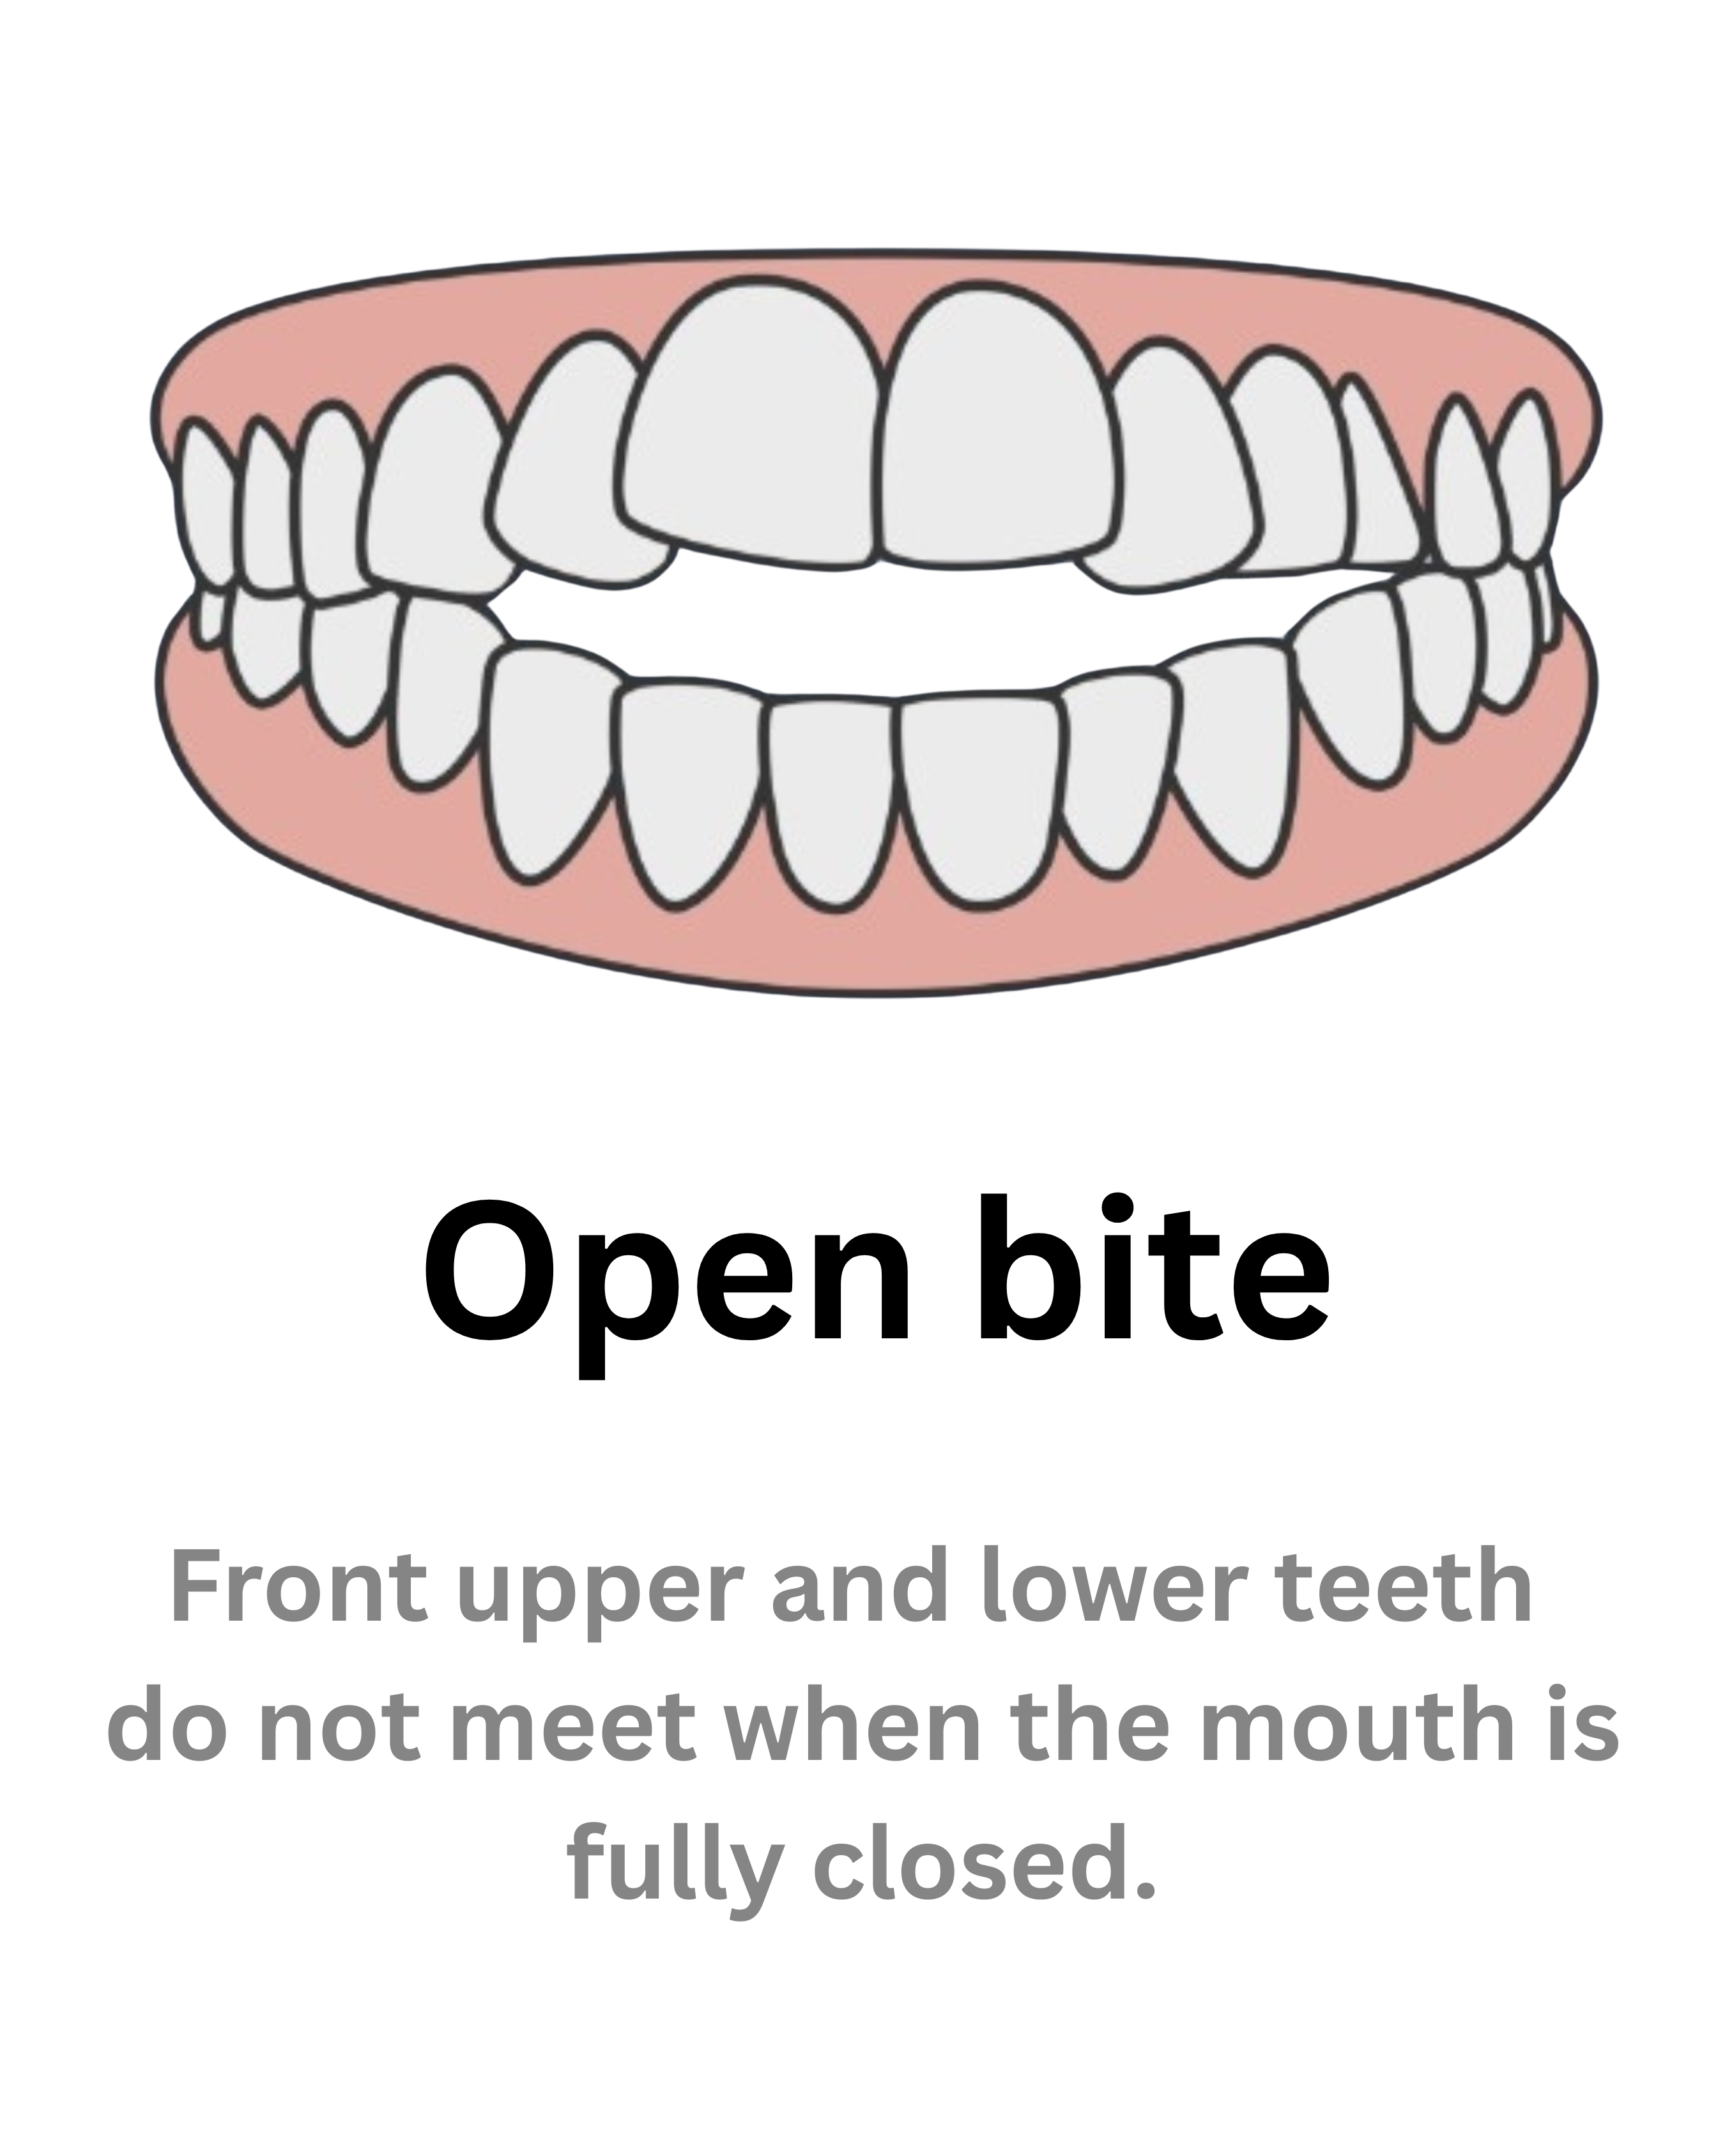 Open bite
Front upper and lower teeth
do not meet when the mouth is
fully closed.